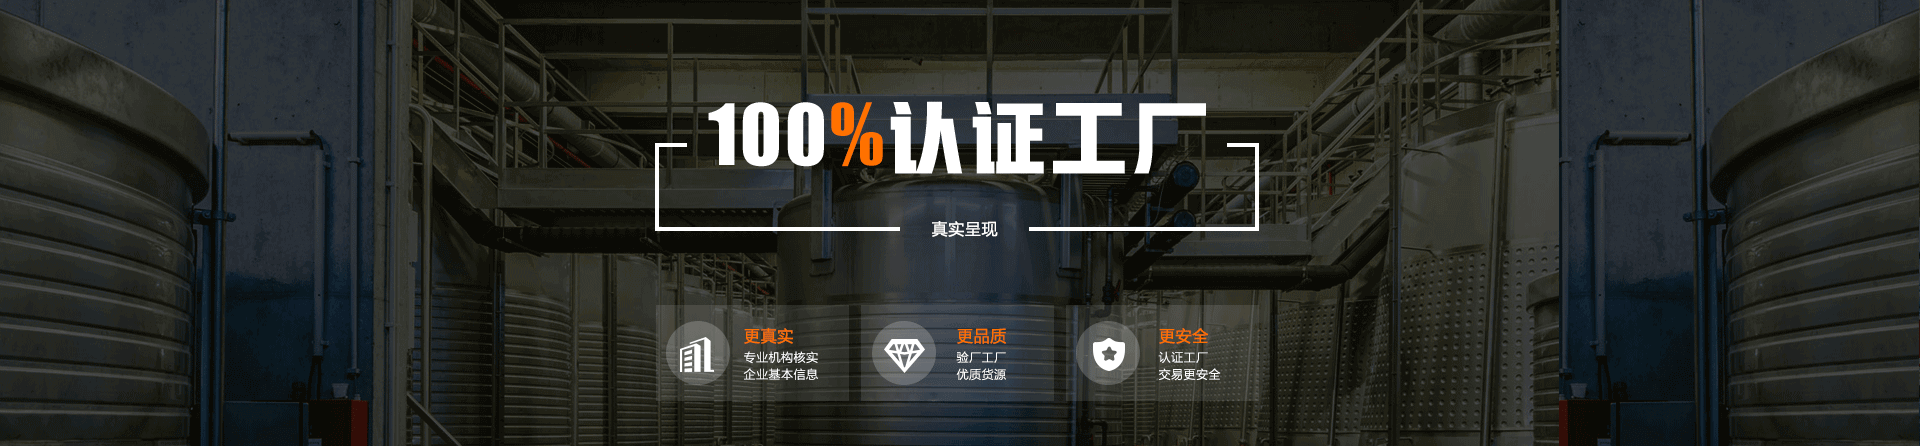 100%认证工厂
真实呈现
更真实
专业机构核实
企业基本信息
更品质
验厂工厂
优质货源
更安全
认证工厂
交易更安全